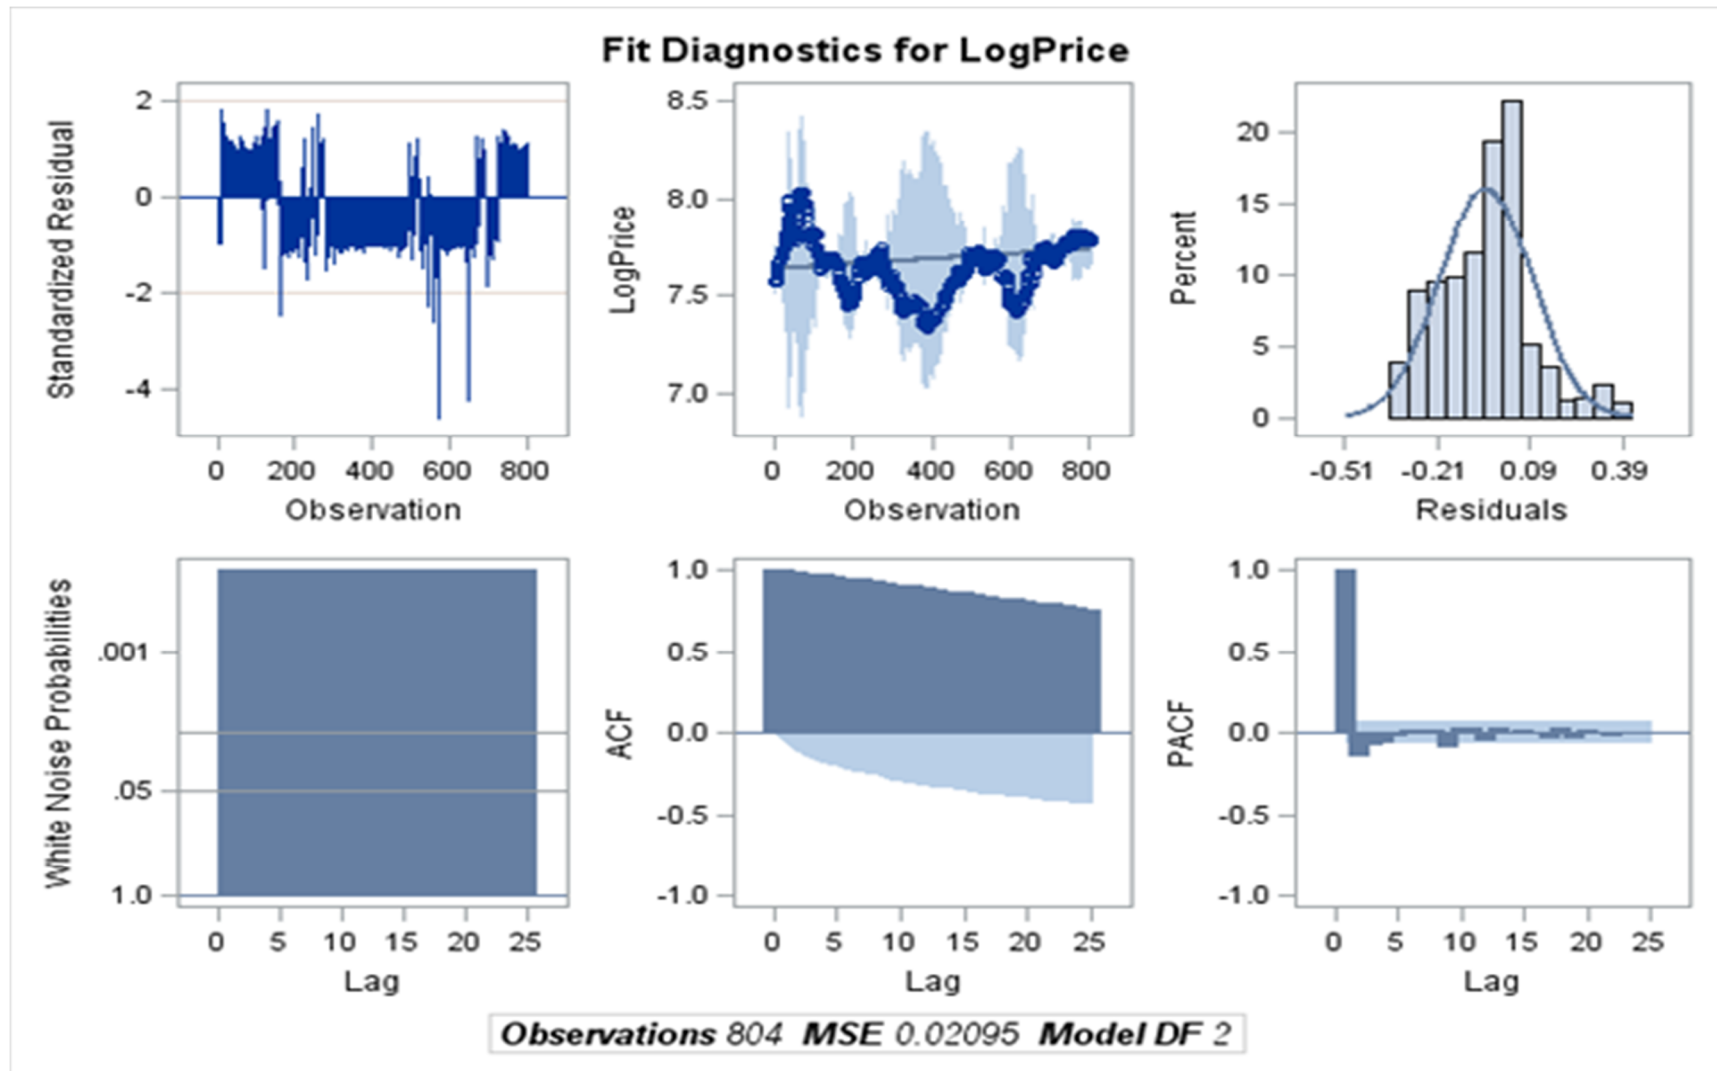 Fit Diagnostics for LogPrice
Standardized Residual
2
0
-2
-4
0 200 400 600 800
Observation
LogPrice
8.5
8.0
7.5
7.0
0 200 400 600 800
Observation
Percent
20
15
10
5
0
-0.51 -0.21 0.09 0.39
Residuals
White Noise Probabilities
.001
.05
1.0
0 5 10 15 20 25
Lag
ACF
1.0
0.5
0.0
-0.5
-1.0
0 5 10 15 20 25
Lag
PACF
1.0
0.5
0.0
-0.5
-1.0
0 5 10 15 20 25
Lag
Observations 804 MSE 0.02095 Model DF 2